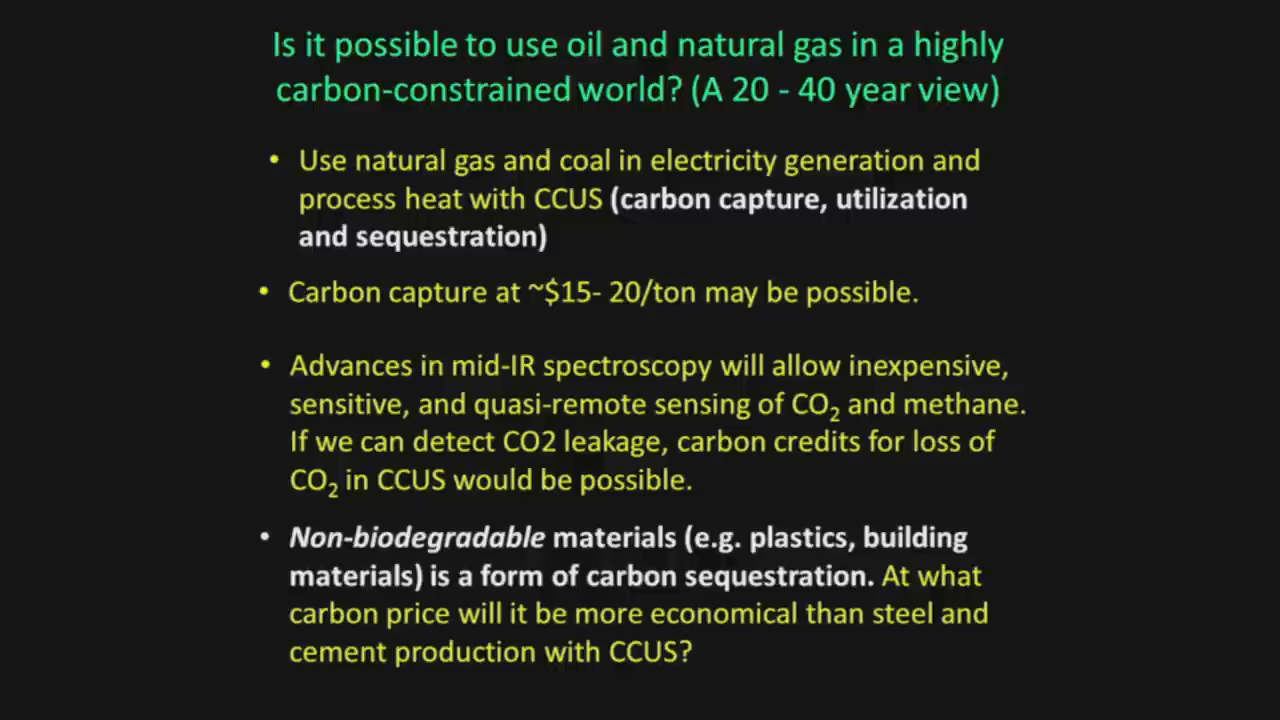 Is it possible to use oil and natural gas in a highly
carbon-constrained world? (A 20 - 40 year view)
• Use natural gas and coal in electricity generation and
process heat with CCUS (carbon capture, utilization
and sequestration)
• Carbon capture at ~$15- 20/ton may be possible.
• Advances in mid-IR spectroscopy will allow inexpensive,
sensitive, and quasi-remote sensing of CO₂ and methane.
If we can detect CO2 leakage, carbon credits for loss of
CO₂ in CCUS would be possible.
• Non-biodegradable materials (e.g. plastics, building
materials) is a form of carbon sequestration. At what
carbon price will it be more economical than steel and
cement production with CCUS?